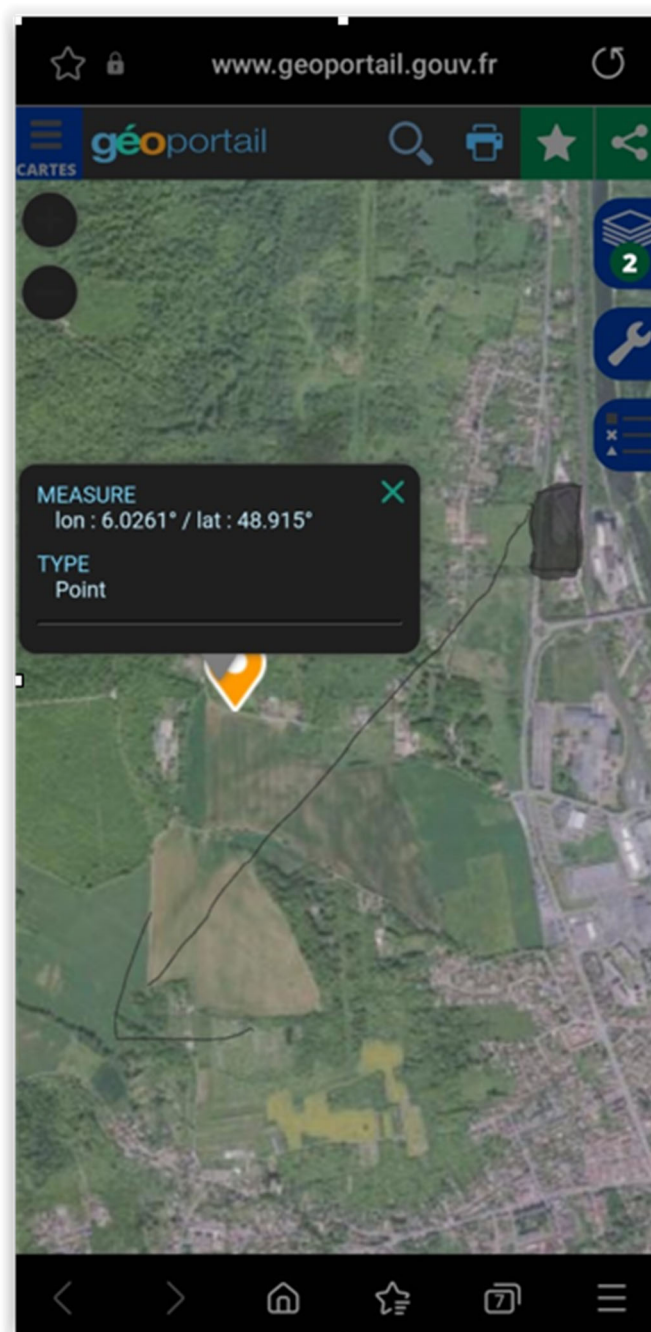 www.geoportail.gouv.fr
CARTES
géoportail
2
MEASURE
lon : 6.0261° / lat : 48.915°
TYPE
Point
7